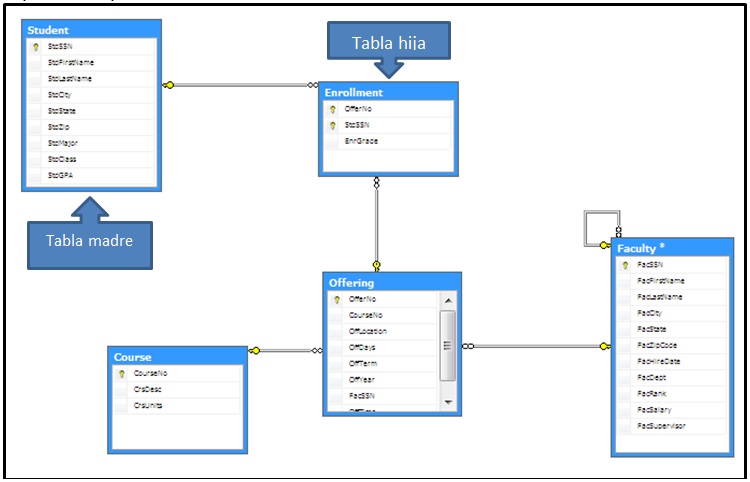 Student
StdSSN
StdFirstName
StdLastName
StdCity
StdState
StdZip
StdMajor
StdClass
StdGPA
Tabla madre
Tabla hija
Enrollment
OfferNo
StdSSN
EnrGrade
Offering
OfferNo
CourseNo
OffLocation
OffDays
OffTerm
OffYear
FacSSN
Course
CourseNo
CrsDesc
CrsUnits
Faculty *
FacSSN
FacFirstName
FacLastName
FacCity
FacState
FacZipCode
FacHireDate
FacDept
FacRank
FacSalary
FacSupervisor